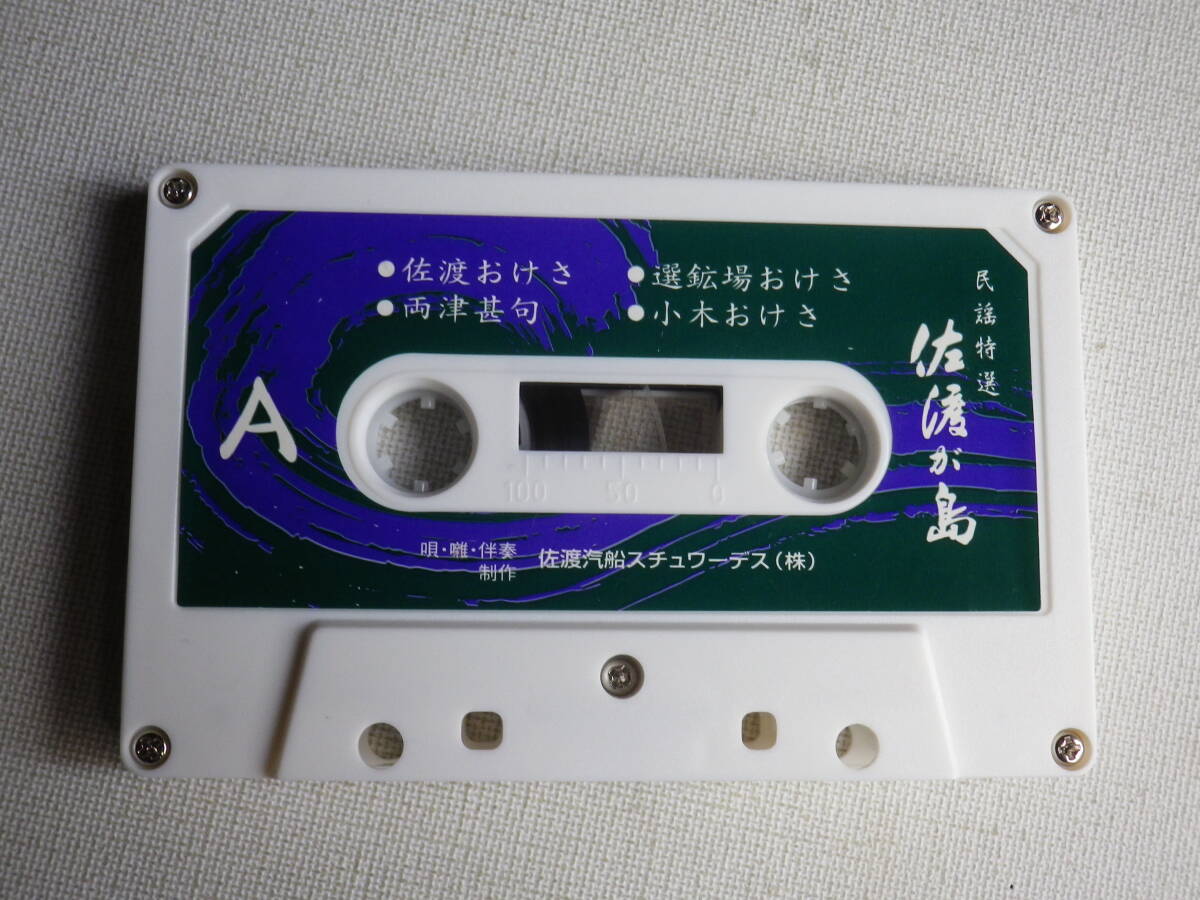 ●佐渡おけさ
●両津甚句
●選鉱場おけさ
●小木おけさ
民謡特選
佐渡が島
A
100 50 0
唄・囃・伴奏
制作
佐渡汽船スチュワーデス(株)